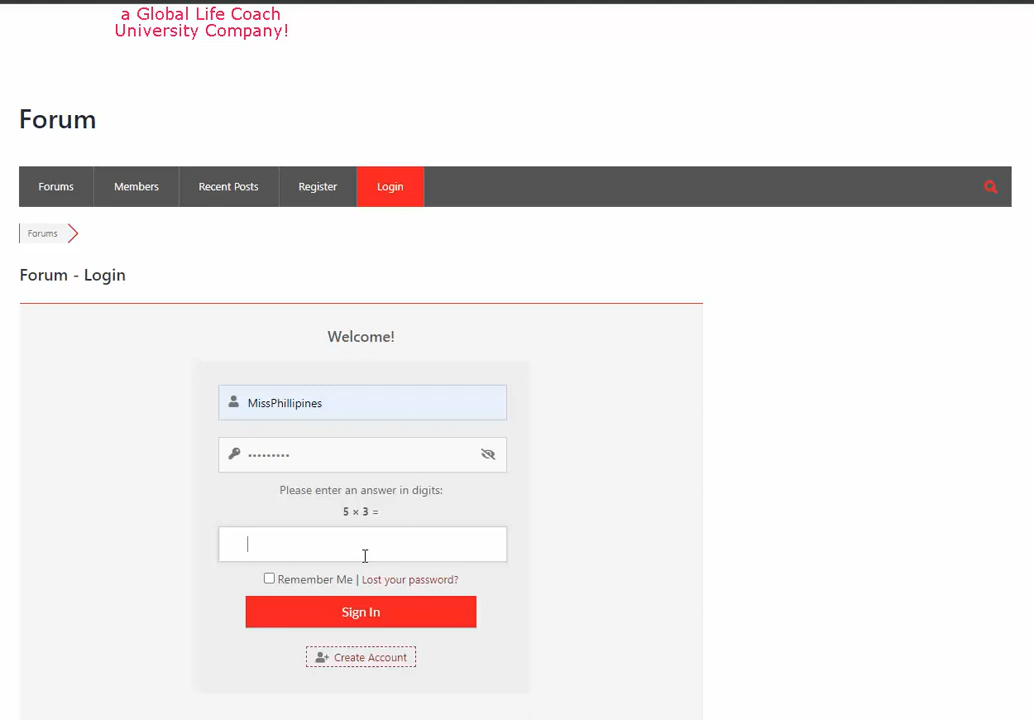 a Global Life Coach
University Company!
Forum
Forums
Members
Recent Posts
Register
Login
Forums
Forum - Login
Welcome!
MissPhillipines
•••••••••
Please enter an answer in digits:
5 × 3 =
Remember Me | Lost your password?
Sign In
Create Account